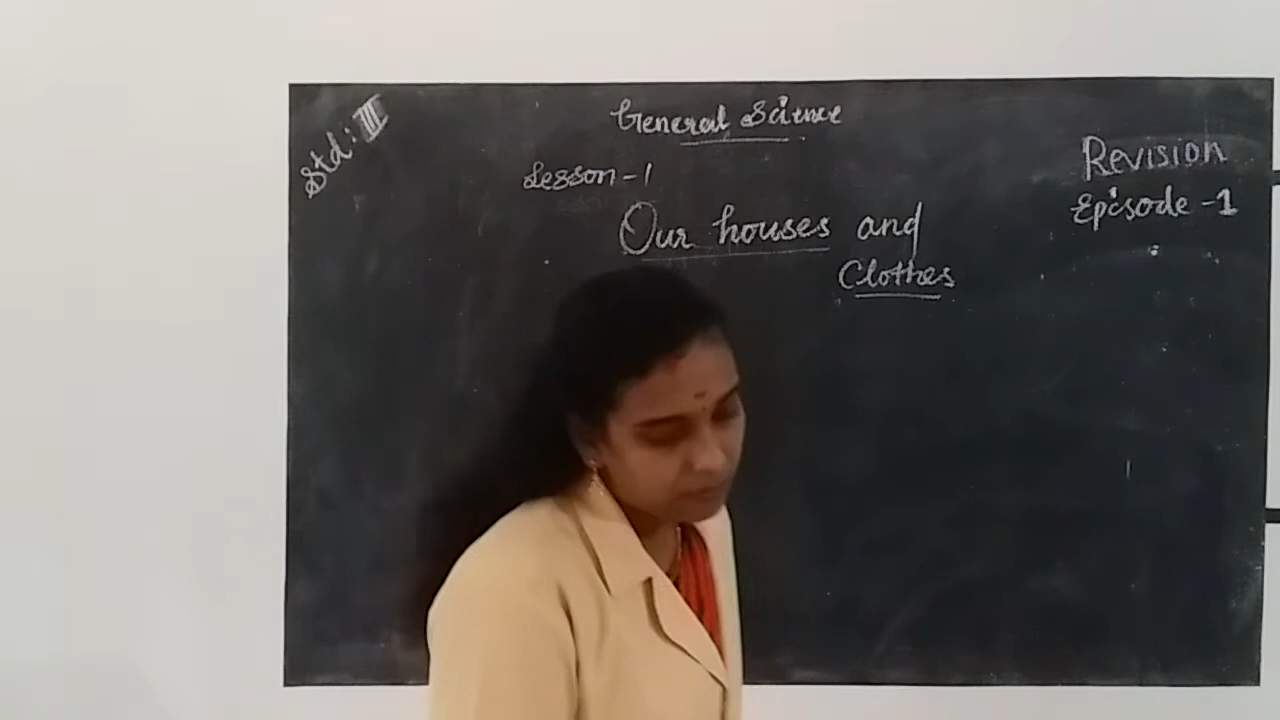 Std: III
General Science
Lesson - 1
Our houses and
Clothes
Revision
Episode - 1